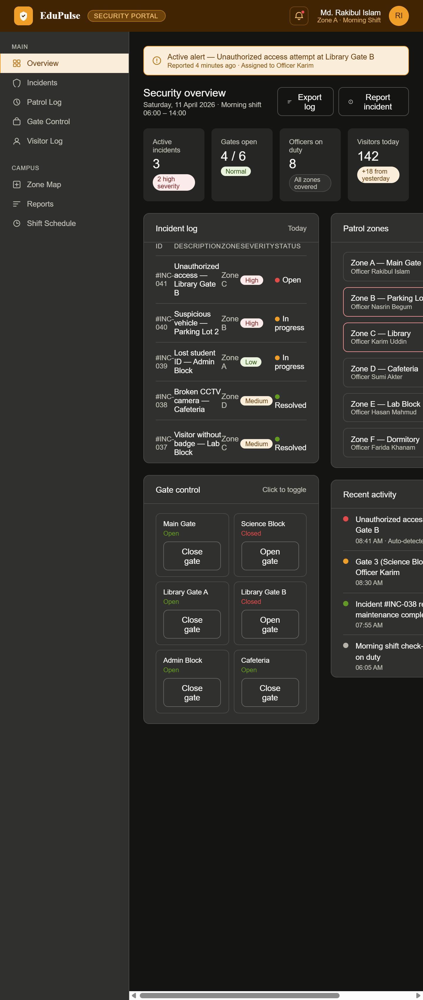 EduPulse
SECURITY PORTAL
Md. Rakibul Islam
Zone A · Morning Shift
RI
MAIN
Overview
Incidents
Patrol Log
Gate Control
Visitor Log
CAMPUS
Zone Map
Reports
Shift Schedule
Active alert — Unauthorized access attempt at Library Gate B
Reported 4 minutes ago · Assigned to Officer Karim
Security overview
Saturday, 11 April 2026 · Morning shift
06:00 – 14:00
Export
log
Report
incident
Active
incidents
3
2 high
severity
Gates open
4 / 6
Normal
Officers on
duty
8
All zones
covered
Visitors today
142
+18 from
yesterday
Incident log
Today
ID DESCRIPTION ZONE SEVERITY STATUS
#INC-
041
Unauthorized
access —
Library Gate
B
Zone
C
High
Open
#INC-
040
Suspicious
vehicle —
Parking Lot 2
Zone
B
High
In
progress
#INC-
039
Lost student
ID — Admin
Block
Zone
A
Low
In
progress
#INC-
038
Broken CCTV
camera —
Cafeteria
Zone
D
Medium
Resolved
#INC-
037
Visitor without
badge — Lab
Block
Zone
C
Medium
Resolved
Gate control
Click to toggle
Main Gate
Open
Close
gate
Science Block
Closed
Open
gate
Library Gate A
Open
Close
gate
Library Gate B
Closed
Open
gate
Admin Block
Open
Close
gate
Cafeteria
Open
Close
gate
Patrol zones
Zone A — Main Gate
Officer Rakibul Islam
Zone B — Parking Lo
Officer Nasrin Begum
Zone C — Library
Officer Karim Uddin
Zone D — Cafeteria
Officer Sumi Akter
Zone E — Lab Block
Officer Hasan Mahmud
Zone F — Dormitory
Officer Farida Khanam
Recent activity
Unauthorized acces
Gate B
08:41 AM · Auto-detecte
Gate 3 (Science Blo
Officer Karim
08:30 AM
Incident #INC-038 re
maintenance comple
07:55 AM
Morning shift check-
on duty
06:05 AM